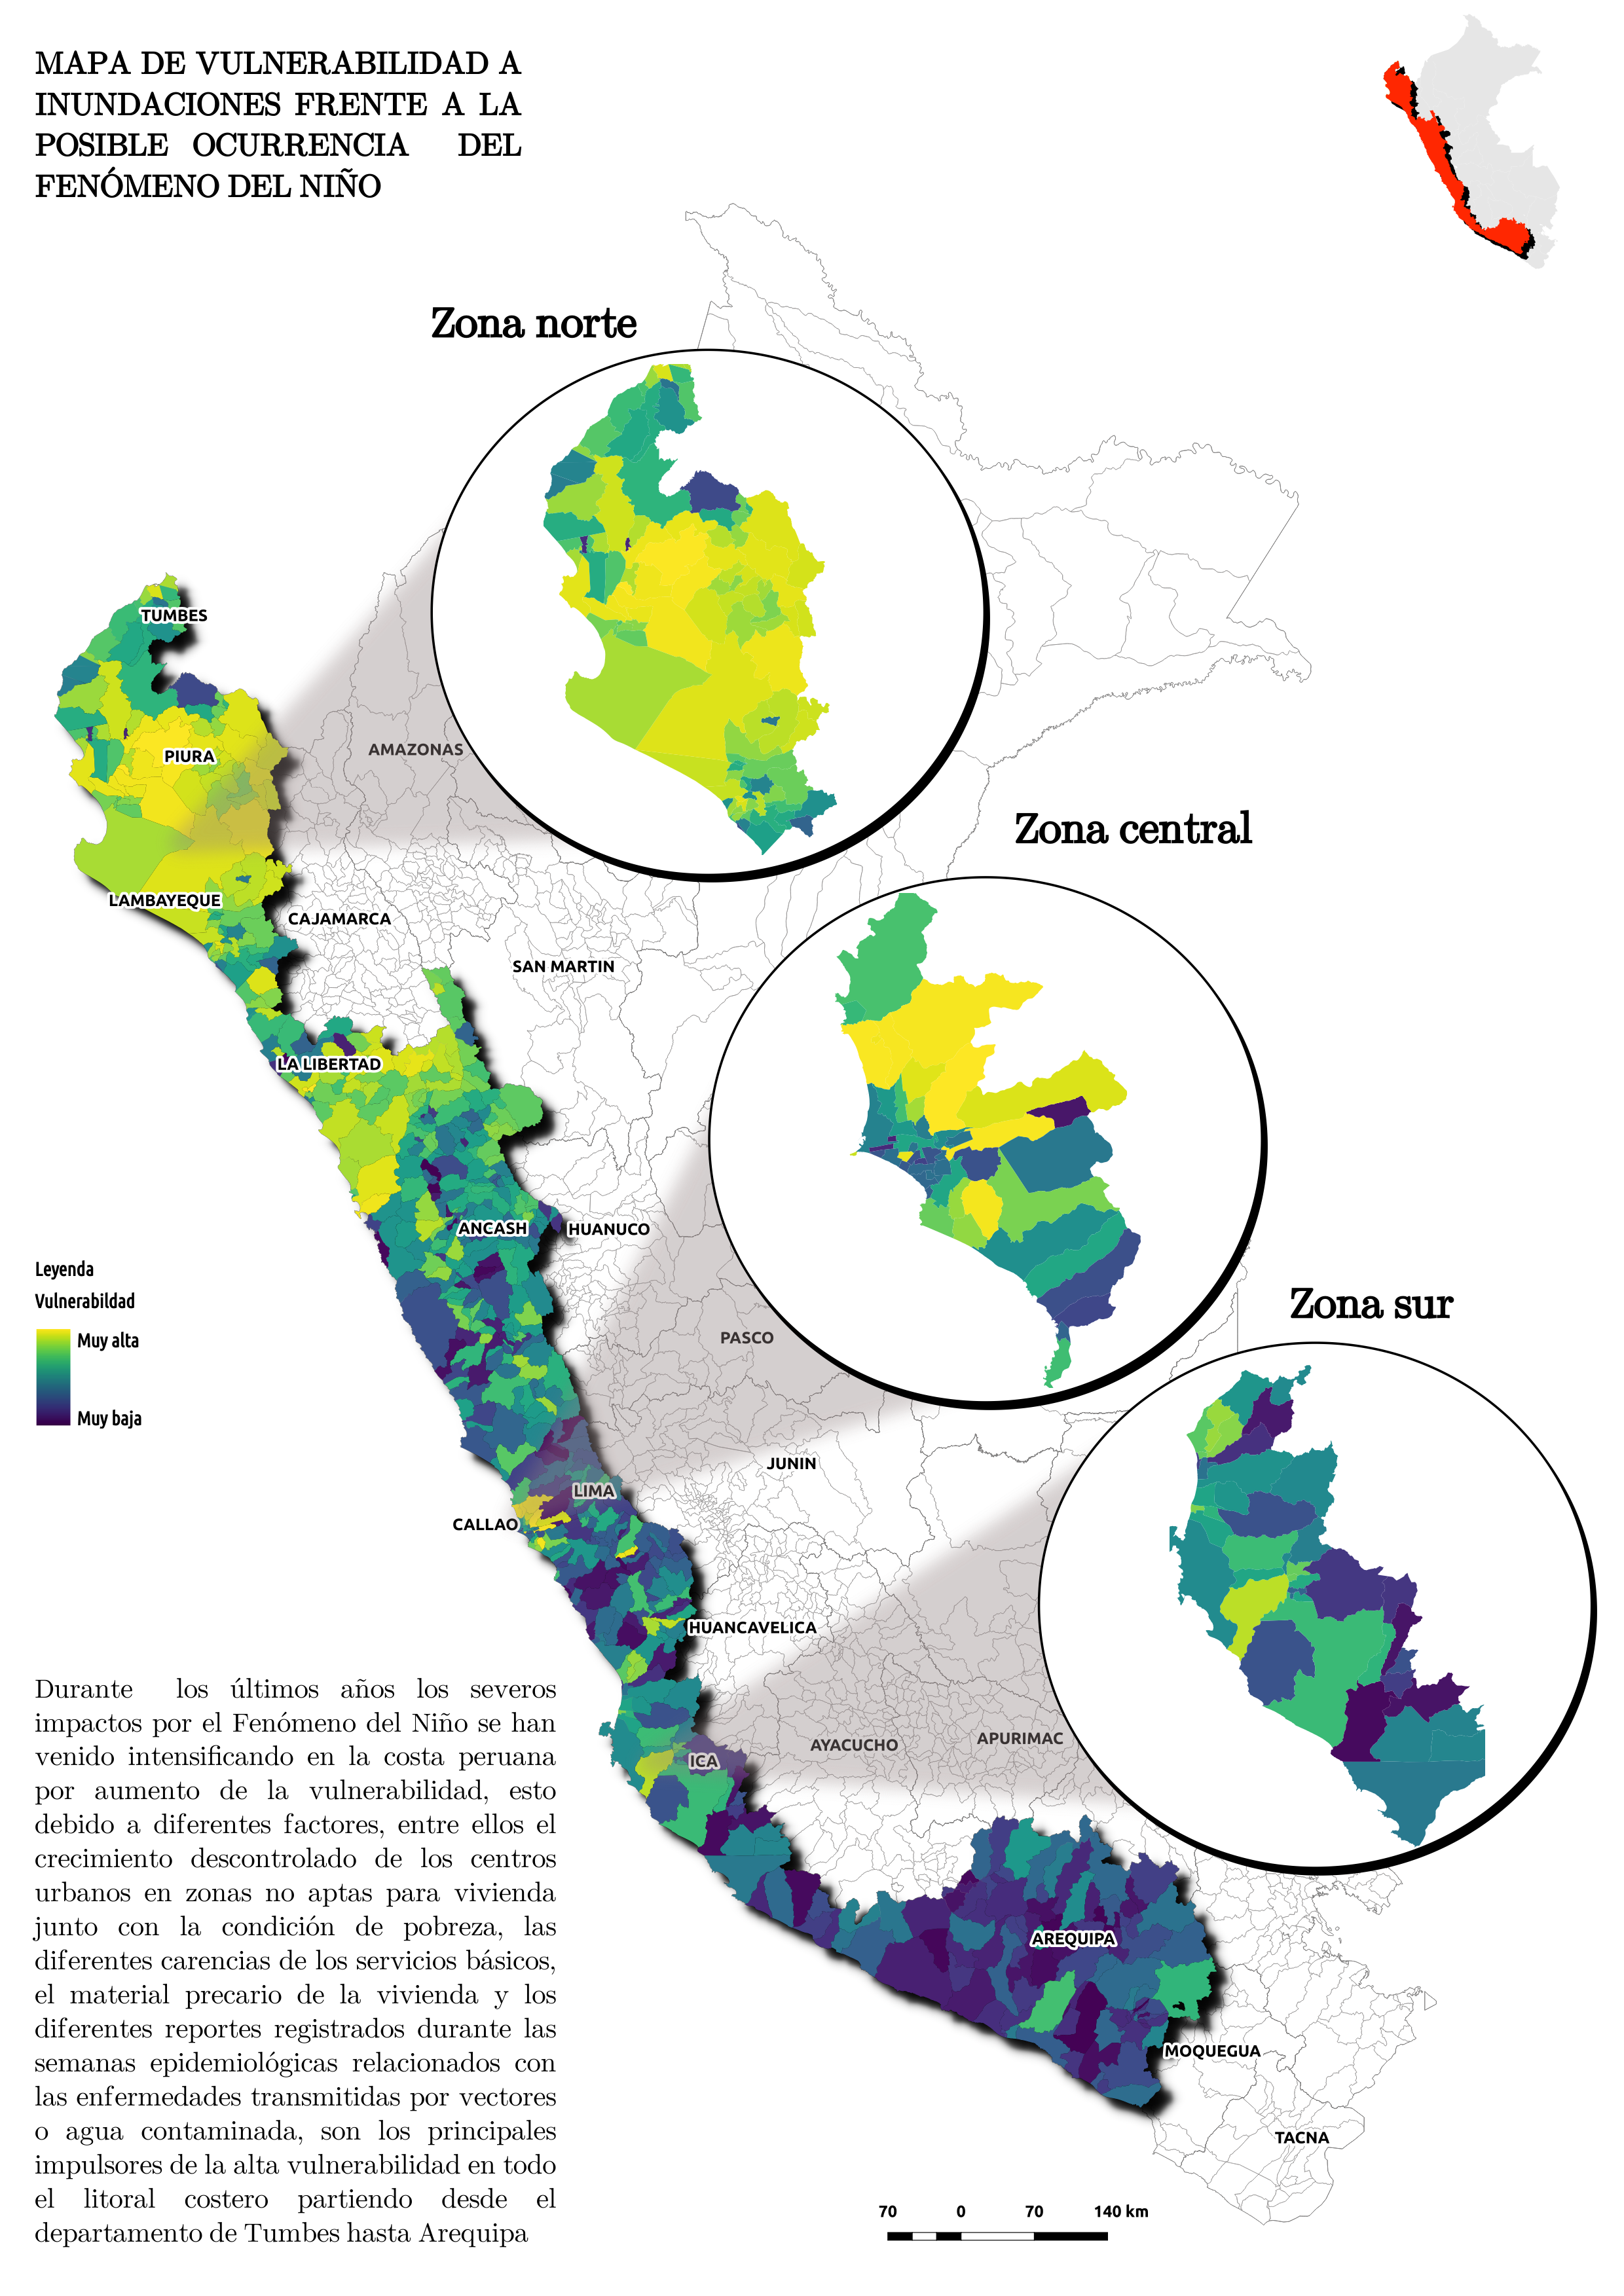 MAPA DE VULNERABILIDAD A
INUNDACIONES FRENTE A LA
POSIBLE OCURRENCIA DEL
FENÓMENO DEL NIÑO
Zona norte
TUMBES
PIURA
AMAZONAS
Zona central
LAMBAYEQUE
CAJAMARCA
SAN MARTIN
LA LIBERTAD
ANCASH
HUANUCO
Leyenda
Vulnerabildad
Muy alta
Muy baja
PASCO
Zona sur
JUNIN
LIMA
CALLAO
HUANCAVELICA
ICA
AYACUCHO
APURIMAC
AREQUIPA
MOQUEGUA
TACNA
Durante los últimos años los severos
impactos por el Fenómeno del Niño se han
venido intensificando en la costa peruana
por aumento de la vulnerabilidad, esto
debido a diferentes factores, entre ellos el
crecimiento descontrolado de los centros
urbanos en zonas no aptas para vivienda
junto con la condición de pobreza, las
diferentes carencias de los servicios básicos,
el material precario de la vivienda y los
diferentes reportes registrados durante las
semanas epidemiológicas relacionados con
las enfermedades transmitidas por vectores
o agua contaminada, son los principales
impulsores de la alta vulnerabilidad en todo
el litoral costero partiendo desde el
departamento de Tumbes hasta Arequipa
70 0 70 140 km